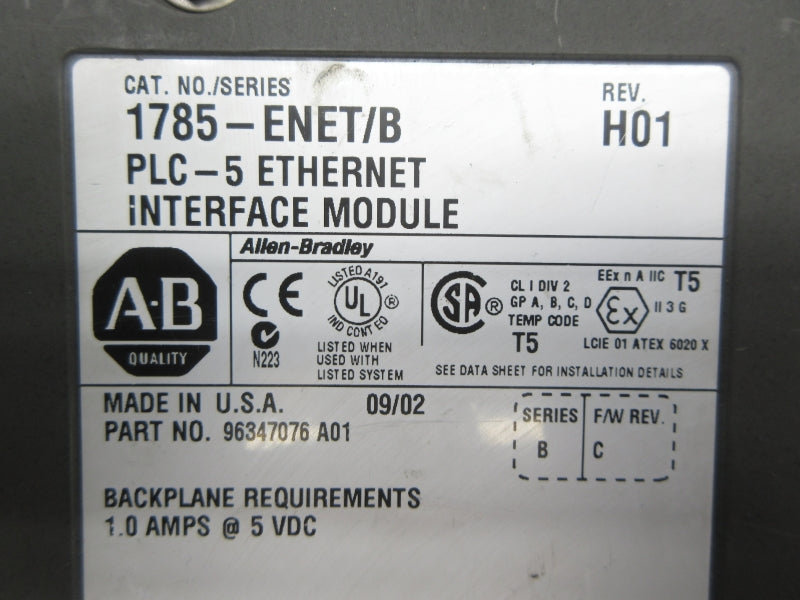 CAT. NO./SERIES
REV.
1785-ENET/B
H01
PLC-5 ETHERNET
INTERFACE MODULE
Allen-Bradley
A·B
QUALITY
CE
N223
LISTED A191
UL ®
IND CONT EQ
LISTED WHEN
USED WITH
LISTED SYSTEM
SA ®
CL I DIV 2
GP A, B, C, D
TEMP CODE
T5
EEx n A IIC T5
Ex II 3 G
LCIE 01 ATEX 6020 X
SEE DATA SHEET FOR INSTALLATION DETAILS
MADE IN U.S.A. 09/02
PART NO. 96347076 A01
SERIES F/W REV.
B C
BACKPLANE REQUIREMENTS
1.0 AMPS @ 5 VDC